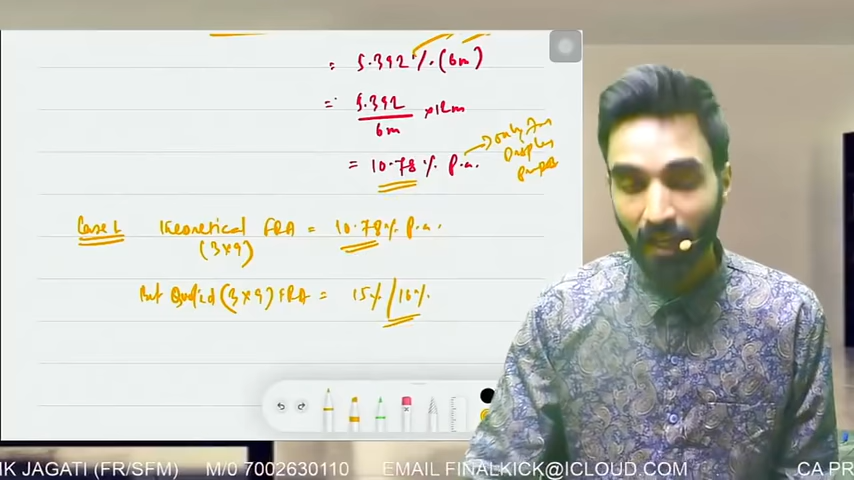 = 5.392 % (6m)
= 5.392 / 6m × 12m
= 10.78 % p.a. → only for Display purpose
Case 1 Theoretical FRA = 10.78% p.a.
(3×9)
But Quoted (3×9) FRA = 15% / 16%
IK JAGATI (FR/SFM) M/0 7002630110 EMAIL FINALKICK@ICLOUD.COM CA PR